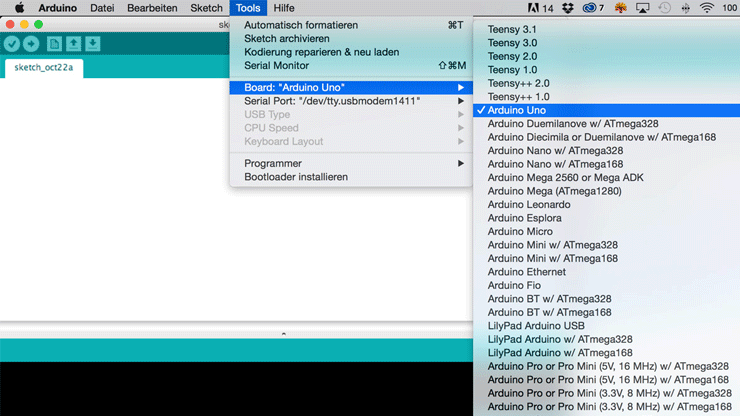 Arduino Datei Bearbeiten Sketch Tools Hilfe 14 7 100
sk
sketch_oct22a
Automatisch formatieren ⌘T
Sketch archivieren
Kodierung reparieren & neu laden
Serial Monitor ⇧⌘M
Board: "Arduino Uno"
Serial Port: "/dev/tty.usbmodem1411"
USB Type
CPU Speed
Keyboard Layout
Programmer
Bootloader installieren
Teensy 3.1
Teensy 3.0
Teensy 2.0
Teensy 1.0
Teensy++ 2.0
Teensy++ 1.0
✓ Arduino Uno
Arduino Duemilanove w/ ATmega328
Arduino Diecimila or Duemilanove w/ ATmega168
Arduino Nano w/ ATmega328
Arduino Nano w/ ATmega168
Arduino Mega 2560 or Mega ADK
Arduino Mega (ATmega1280)
Arduino Leonardo
Arduino Esplora
Arduino Micro
Arduino Mini w/ ATmega328
Arduino Mini w/ ATmega168
Arduino Ethernet
Arduino Fio
Arduino BT w/ ATmega328
Arduino BT w/ ATmega168
LilyPad Arduino USB
LilyPad Arduino w/ ATmega328
LilyPad Arduino w/ ATmega168
Arduino Pro or Pro Mini (5V, 16 MHz) w/ ATmega328
Arduino Pro or Pro Mini (5V, 16 MHz) w/ ATmega168
Arduino Pro or Pro Mini (3.3V, 8 MHz) w/ ATmega328
Arduino Pro or Pro Mini (3.3V, 8 MHz) w/ ATmega168